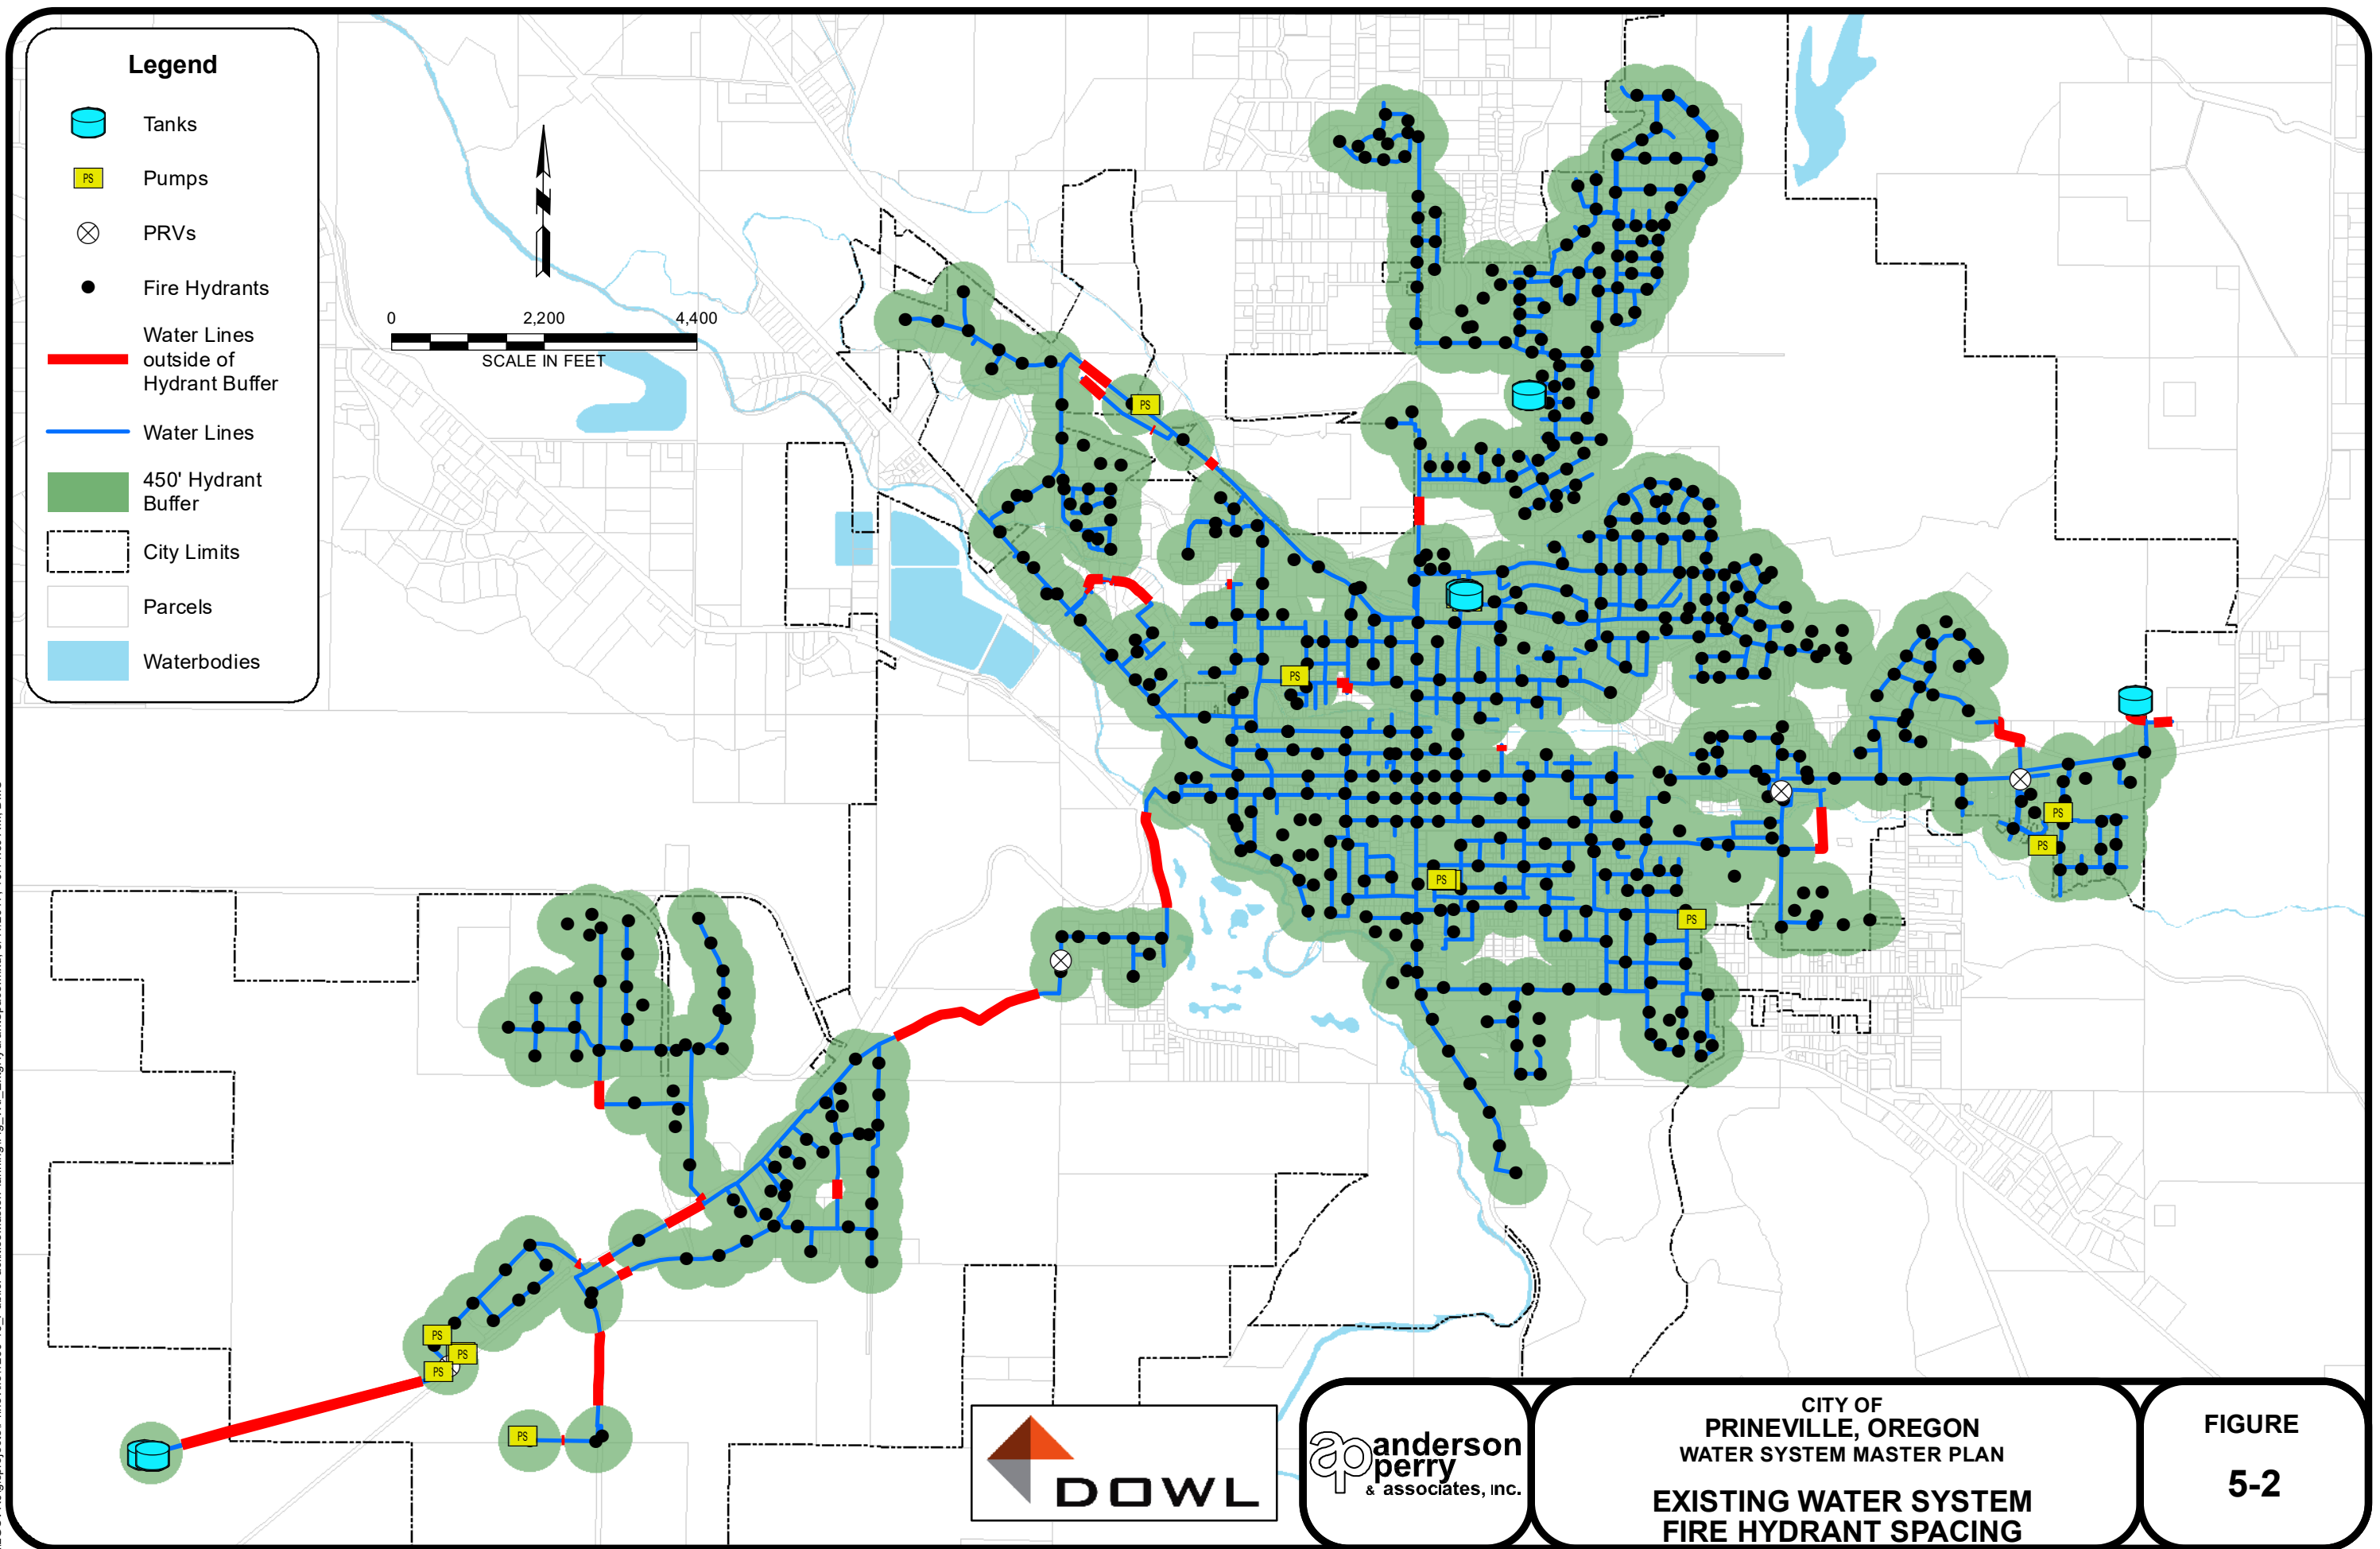 Legend
Tanks
PS
Pumps
PRVs
Fire Hydrants
Water Lines
outside of
Hydrant Buffer
Water Lines
450' Hydrant
Buffer
City Limits
Parcels
Waterbodies
N
0 2,200 4,400
SCALE IN FEET
PS
PS
PS
PS
PS
PS
PS
PS
PS
PS
DOWL
ap anderson
perry
& associates, inc.
CITY OF
PRINEVILLE, OREGON
WATER SYSTEM MASTER PLAN
EXISTING WATER SYSTEM
FIRE HYDRANT SPACING
FIGURE
5-2